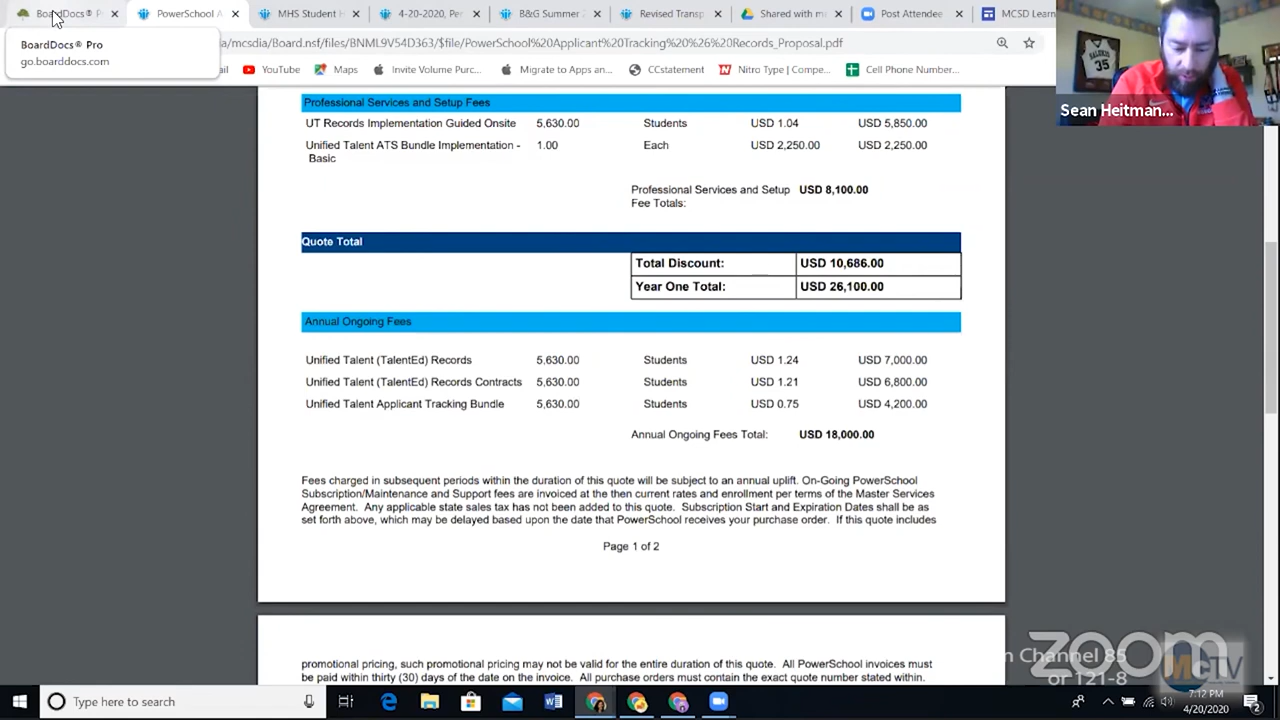 BoardDocs® P
PowerSchool A
MHS Student H
4-20-2020, Per
B&G Summer
Revised Transp
Shared with m
Post Attendee
MCSD Learn
BoardDocs® Pro
go.boarddocs.com
a/mcsdia/Board.nsf/files/BNML9V54D363/$file/PowerSchool%20Applicant%20Tracking%20%26%20Records_Proposal.pdf
ail
YouTube
Maps
Invite Volume Purc...
Migrate to Apps an...
CCstatement
Nitro Type | Compe...
Cell Phone Number...
35
Sean Heitman...
Professional Services and Setup Fees
UT Records Implementation Guided Onsite 5,630.00 Students USD 1.04 USD 5,850.00
Unified Talent ATS Bundle Implementation - 1.00 Each USD 2,250.00 USD 2,250.00
Basic
Professional Services and Setup USD 8,100.00
Fee Totals:
Quote Total
Total Discount: USD 10,686.00
Year One Total: USD 26,100.00
Annual Ongoing Fees
Unified Talent (TalentEd) Records 5,630.00 Students USD 1.24 USD 7,000.00
Unified Talent (TalentEd) Records Contracts 5,630.00 Students USD 1.21 USD 6,800.00
Unified Talent Applicant Tracking Bundle 5,630.00 Students USD 0.75 USD 4,200.00
Annual Ongoing Fees Total: USD 18,000.00
Fees charged in subsequent periods within the duration of this quote will be subject to an annual uplift. On-Going PowerSchool
Subscription/Maintenance and Support fees are invoiced at the then current rates and enrollment per terms of the Master Services
Agreement. Any applicable state sales tax has not been added to this quote. Subscription Start and Expiration Dates shall be as
set forth above, which may be delayed based upon the date that PowerSchool receives your purchase order. If this quote includes
Page 1 of 2
promotional pricing, such promotional pricing may not be valid for the entire duration of this quote. All PowerSchool invoices must
be paid within thirty (30) days of the date on the invoice. All purchase orders must contain the exact quote number stated within.
zoom
Channel 85
or 121-8
MCTV
Type here to search
7:12 PM
4/20/2020
2